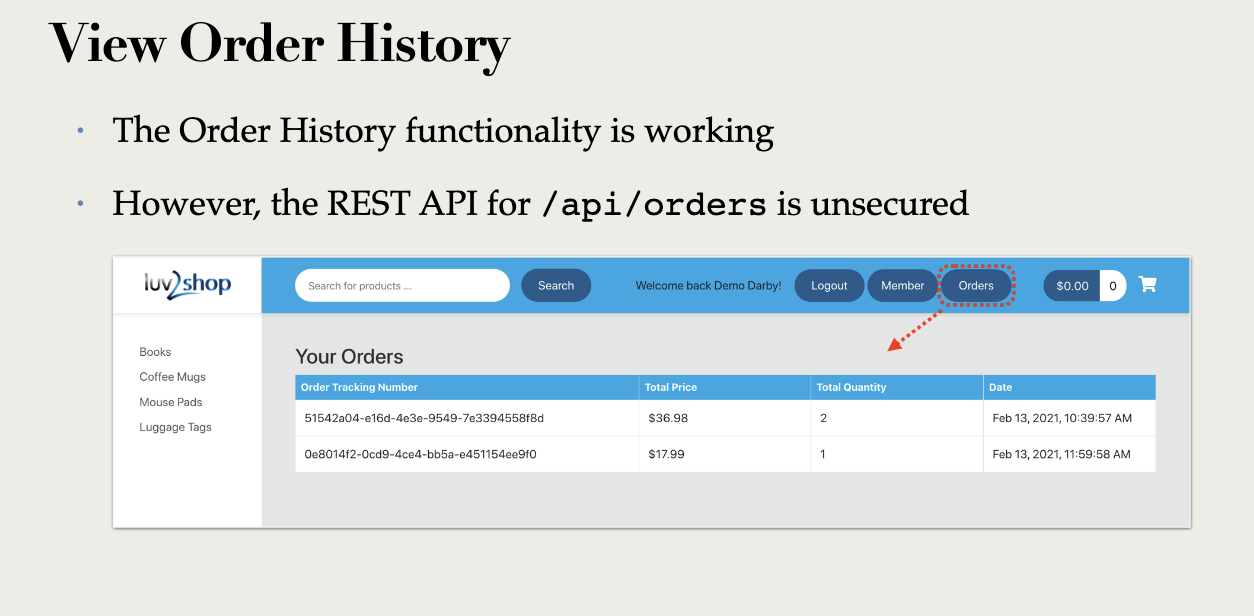 View Order History
• The Order History functionality is working
• However, the REST API for /api/orders is unsecured
luv2shop
Search for products ...
Search
Welcome back Demo Darby!
Logout
Member
Orders
$0.00
0
Books
Coffee Mugs
Mouse Pads
Luggage Tags
Your Orders
Order Tracking Number Total Price Total Quantity Date
51542a04-e16d-4e3e-9549-7e3394558f8d $36.98 2 Feb 13, 2021, 10:39:57 AM
0e8014f2-0cd9-4ce4-bb5a-e451154ee9f0 $17.99 1 Feb 13, 2021, 11:59:58 AM